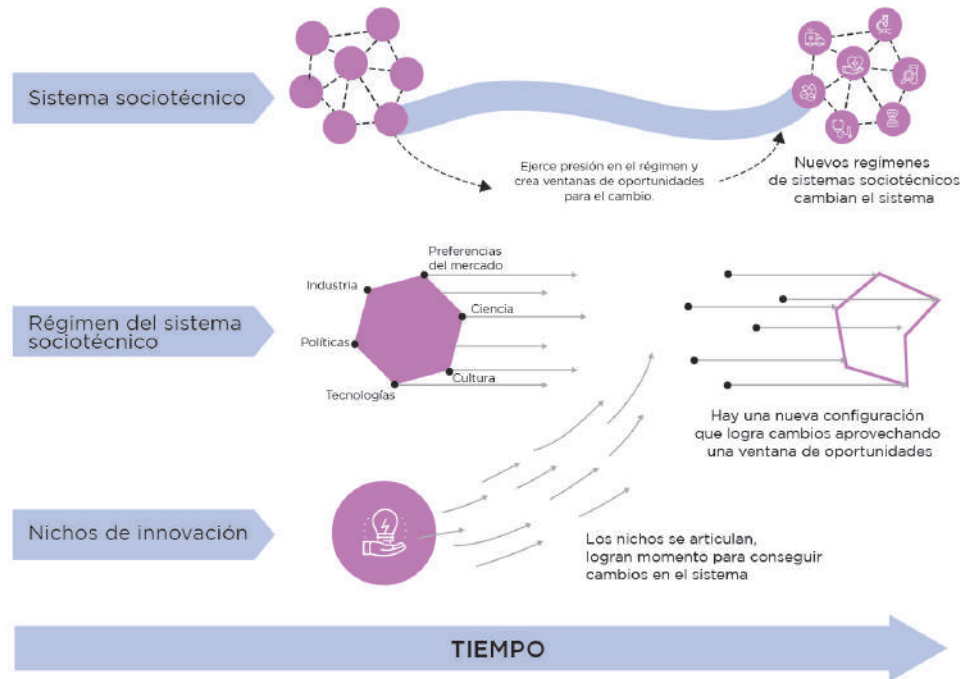 Sistema sociotécnico
Ejerce presión en el régimen y
crea ventanas de oportunidades
para el cambio.
Nuevos regímenes
de sistemas sociotécnicos
cambian el sistema
Régimen del sistema
sociotécnico
Preferencias
del mercado
Industria
Ciencia
Políticas
Cultura
Tecnologías
Hay una nueva configuración
que logra cambios aprovechando
una ventana de oportunidades
Nichos de innovación
Los nichos se articulan,
logran momento para conseguir
cambios en el sistema
TIEMPO